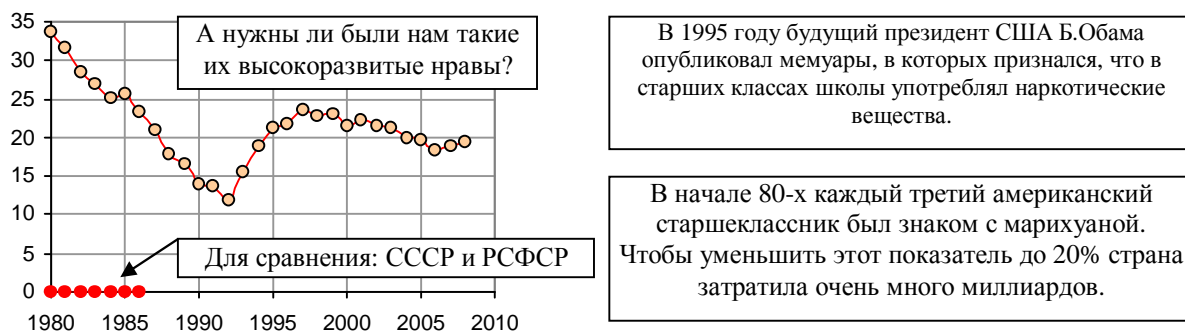 35
30
25
20
15
10
5
0
1980 1985 1990 1995 2000 2005 2010
А нужны ли были нам такие
их высокоразвитые нравы?
Для сравнения: СССР и РСФСР
В 1995 году будущий президент США Б.Обама
опубликовал мемуары, в которых признался, что в
старших классах школы употреблял наркотические
вещества.
В начале 80-х каждый третий американский
старшеклассник был знаком с марихуаной.
Чтобы уменьшить этот показатель до 20% страна
затратила очень много миллиардов.